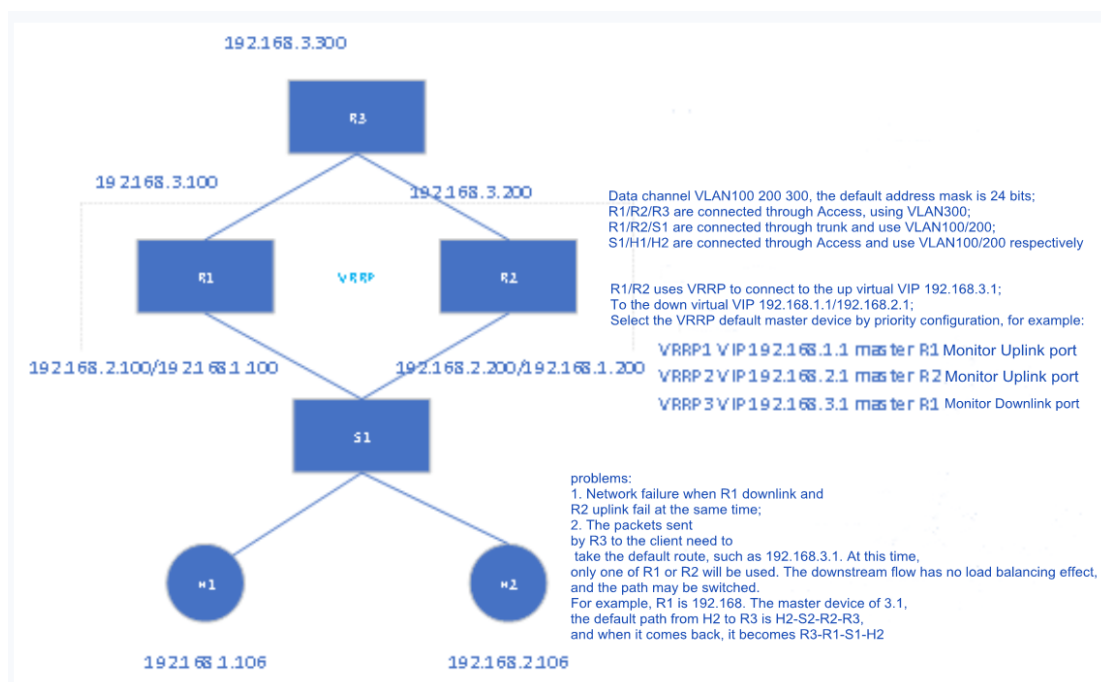 192.168.3.300
R3
192.168.3.100
192.168.3.200
Data channel VLAN100 200 300, the default address mask is 24 bits;
R1/R2/R3 are connected through Access, using VLAN300;
R1/R2/S1 are connected through trunk and use VLAN100/200;
S1/H1/H2 are connected through Access and use VLAN100/200 respectively
R1
VRRP
R2
R1/R2 uses VRRP to connect to the up virtual VIP 192.168.3.1;
To the down virtual VIP 192.168.1.1/192.168.2.1;
Select the VRRP default master device by priority configuration, for example:
VRRP1 VIP192.168.1.1 master R1 Monitor Uplink port
VRRP2 VIP192.168.2.1 master R2 Monitor Uplink port
VRRP3 VIP192.168.3.1 master R1 Monitor Downlink port
192.168.2.100/192.168.1.100
192.168.2.200/192.168.1.200
S1
problems:
1. Network failure when R1 downlink and
R2 uplink fail at the same time;
2. The packets sent
by R3 to the client need to
take the default route, such as 192.168.3.1. At this time,
only one of R1 or R2 will be used. The downstream flow has no load balancing effect,
and the path may be switched.
For example, R1 is 192.168. The master device of 3.1,
the default path from H2 to R3 is H2-S2-R2-R3,
and when it comes back, it becomes R3-R1-S1-H2
H1
H2
192.168.1.106
192.168.2.106